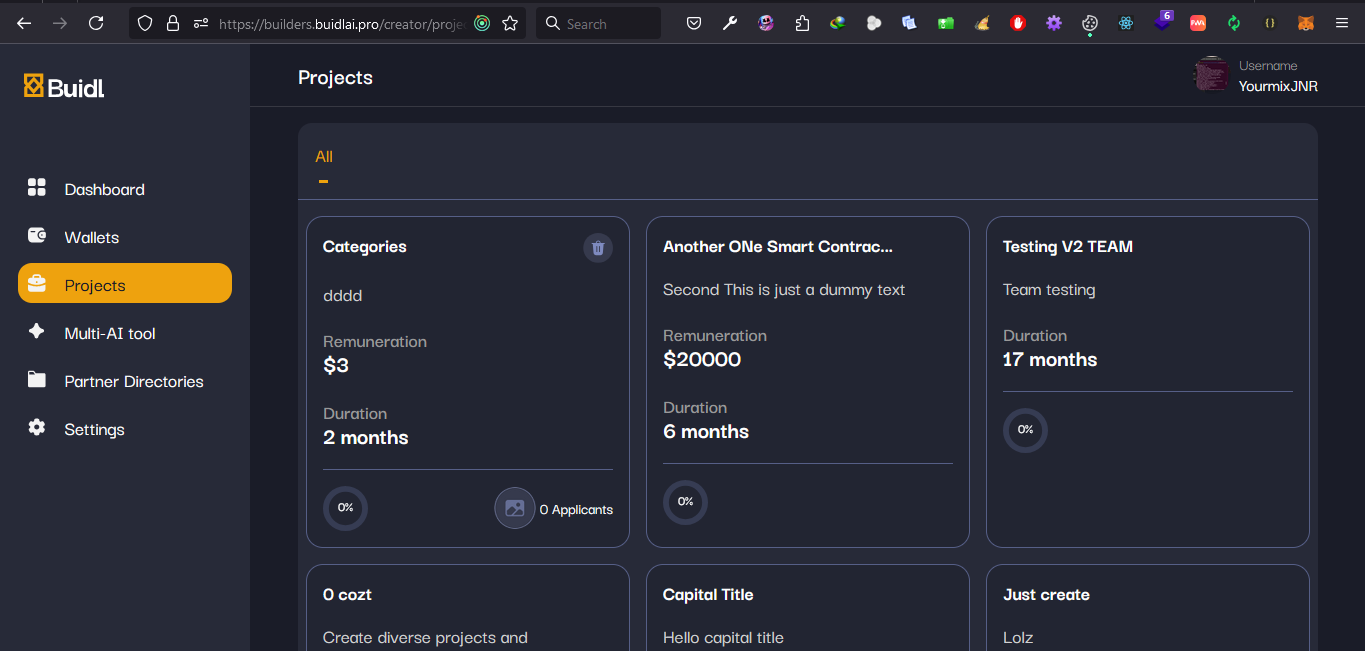 https://builders.buidlai.pro/creator/proje
Search
6
Buidl
Projects
Username
YourmixJNR
Dashboard
Wallets
Projects
Multi-AI tool
Partner Directories
Settings
All
Categories
dddd
Remuneration
$3
Duration
2 months
0%
0 Applicants
Another ONe Smart Contrac...
Second This is just a dummy text
Remuneration
$20000
Duration
6 months
0%
Testing V2 TEAM
Team testing
Duration
17 months
0%
0 cozt
Create diverse projects and
Capital Title
Hello capital title
Just create
Lolz